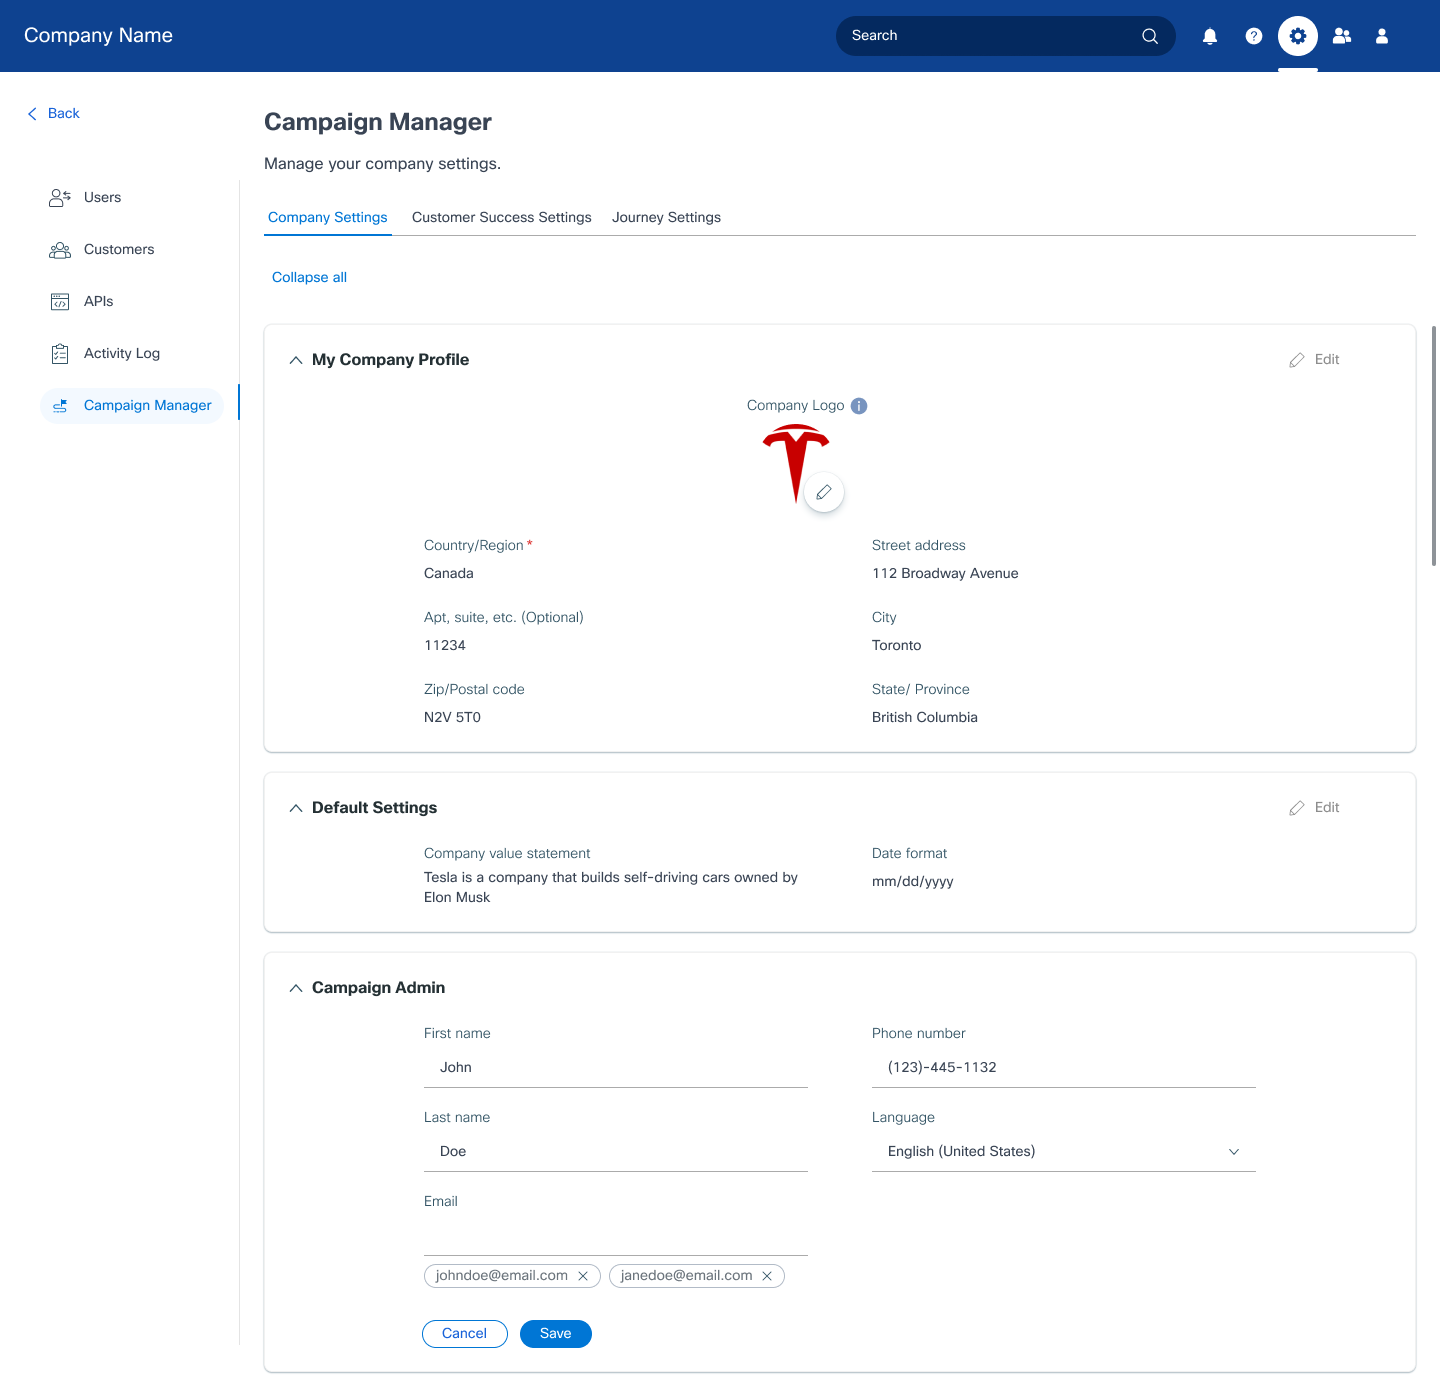 Company Name
Search
Back
Campaign Manager
Manage your company settings.
Users
Customers
APIs
Activity Log
Campaign Manager
Company Settings
Customer Success Settings
Journey Settings
Collapse all
My Company Profile
Edit
Company Logo
Country/Region *
Canada
Street address
112 Broadway Avenue
Apt, suite, etc. (Optional)
11234
City
Toronto
Zip/Postal code
N2V 5T0
State/ Province
British Columbia
Default Settings
Edit
Company value statement
Tesla is a company that builds self-driving cars owned by
Elon Musk
Date format
mm/dd/yyyy
Campaign Admin
First name
John
Phone number
(123)-445-1132
Last name
Doe
Language
English (United States)
Email
johndoe@email.com
janedoe@email.com
Cancel
Save